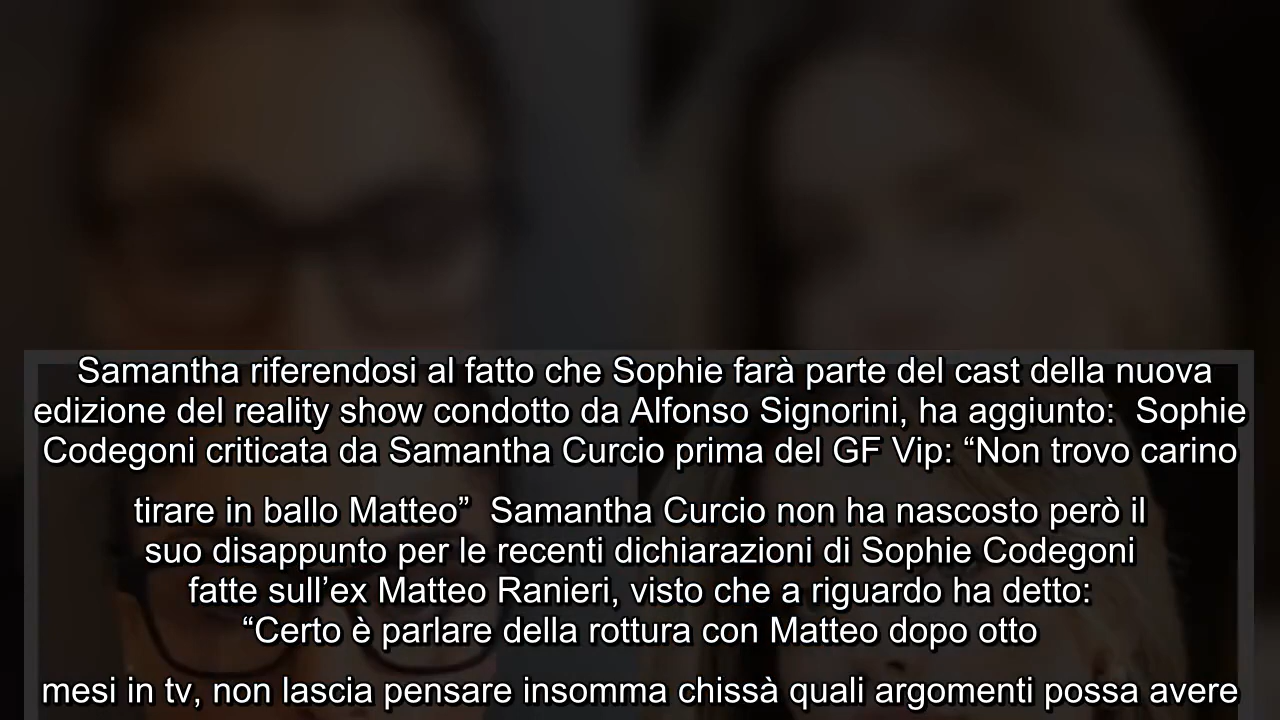 Samantha riferendosi al fatto che Sophie farà parte del cast della nuova
edizione del reality show condotto da Alfonso Signorini, ha aggiunto:  Sophie
Codegoni criticata da Samantha Curcio prima del GF Vip: “Non trovo carino
tirare in ballo Matteo”  Samantha Curcio non ha nascosto però il
suo disappunto per le recenti dichiarazioni di Sophie Codegoni
fatte sull’ex Matteo Ranieri, visto che a riguardo ha detto:
“Certo è parlare della rottura con Matteo dopo otto
mesi in tv, non lascia pensare insomma chissà quali argomenti possa avere